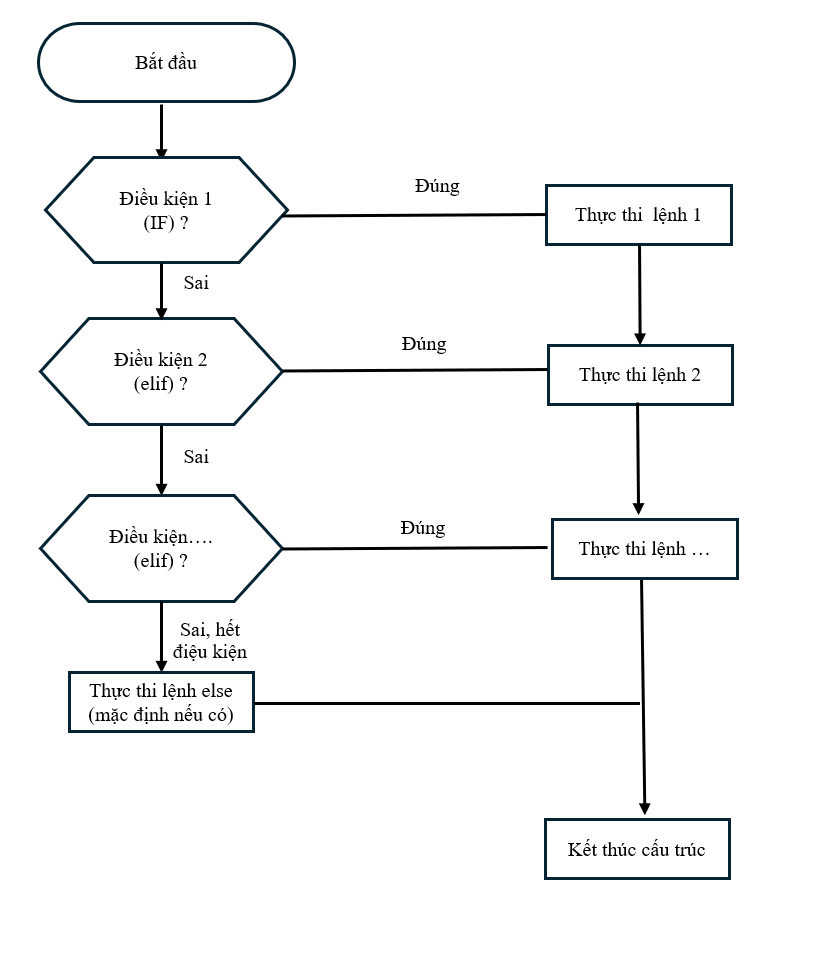 Bắt đầu
Điều kiện 1
(IF) ?
Đúng
Thực thi  lệnh 1
Sai
Điều kiện 2
(elif) ?
Đúng
Thực thi lệnh 2
Sai
Điều kiện….
(elif) ?
Đúng
Thực thi lệnh …
Sai, hết
điệu kiện
Thực thi lệnh else
(mặc định nếu có)
Kết thúc cấu trúc